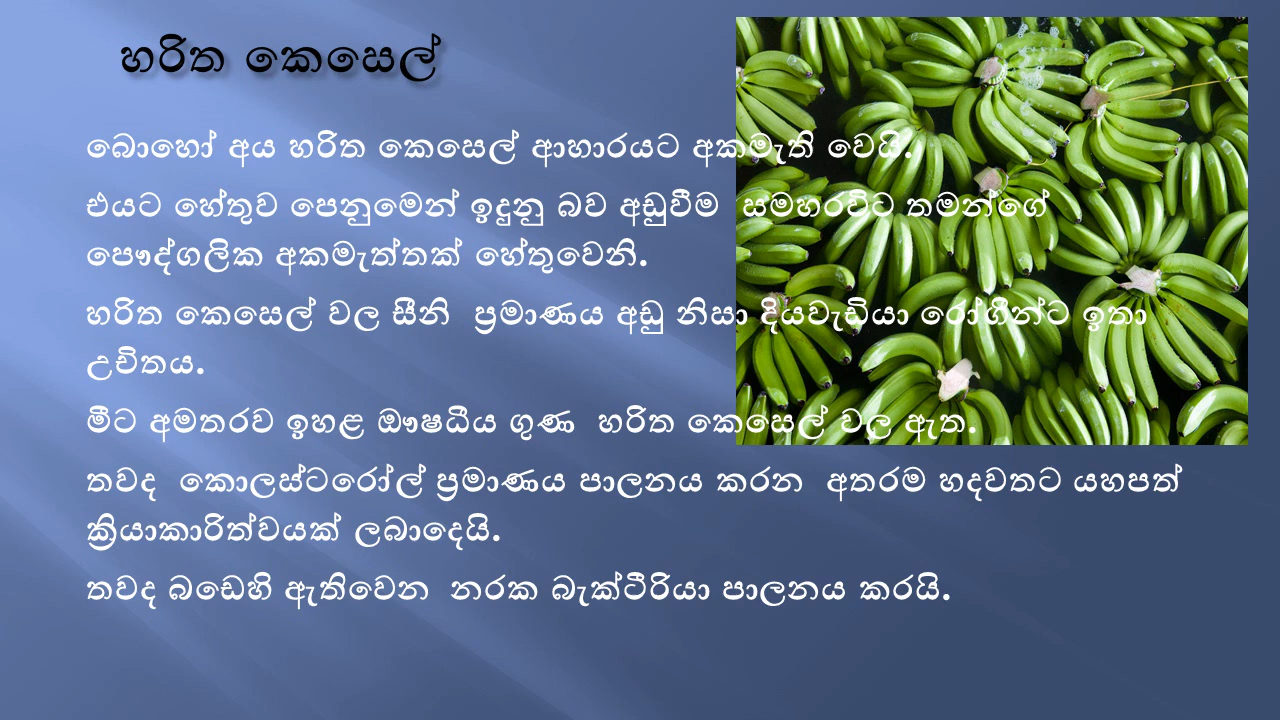 හරිත කෙසෙල්
බොහෝ අය හරිත කෙසෙල් ආහාරයට අකමැති වෙයි.
එයට හේතුව පෙනුමෙන් ඉදුනු බව අඩුවීම සමහරවිට තමන්ගේ
පෞද්ගලික අකමැත්තක් හේතුවෙනි.
හරිත කෙසෙල් වල සීනි ප්‍රමාණය අඩු නිසා දියවැඩියා රෝගීන්ට ඉතා
උචිතය.
මීට අමතරව ඉහළ ඖෂධීය ගුණ හරිත කෙසෙල් වල ඇත.
තවද කොලස්ටරෝල් ප්‍රමාණය පාලනය කරන අතරම හදවතට යහපත්
ක්‍රියාකාරිත්වයක් ලබාදෙයි.
තවද බඩෙහි ඇතිවෙන නරක බැක්ටීරියා පාලනය කරයි.